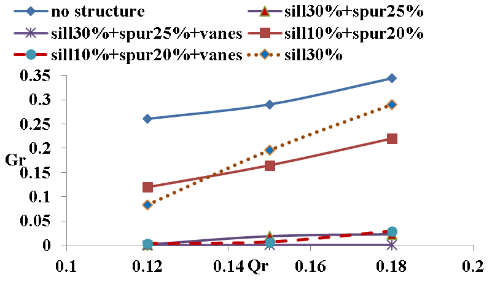 no structure
sill30%+spur25%
sill30%+spur25%+vanes
sill10%+spur20%
sill10%+spur20%+vanes
sill30%
0.35
0.3
0.25
Gr 0.2
0.15
0.1
0.05
0
0.1 0.12 0.14 Qr 0.16 0.18 0.2